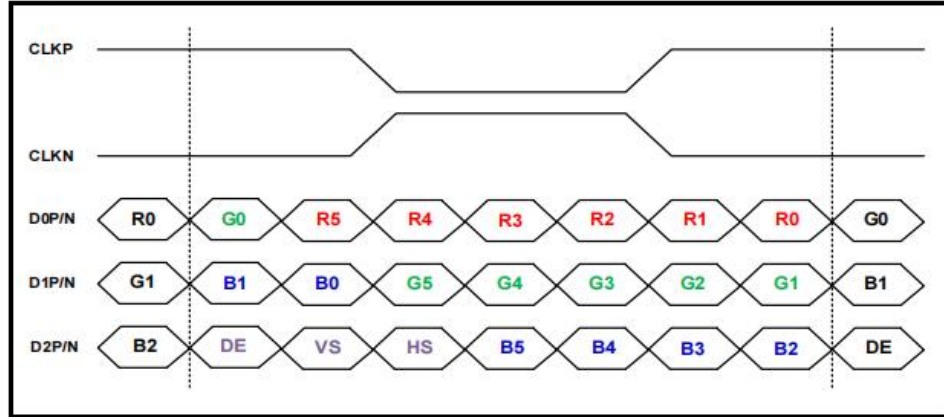 CLKP
CLKN
D0P/N R0 G0 R5 R4 R3 R2 R1 R0 G0
D1P/N G1 B1 B0 G5 G4 G3 G2 G1 B1
D2P/N B2 DE VS HS B5 B4 B3 B2 DE